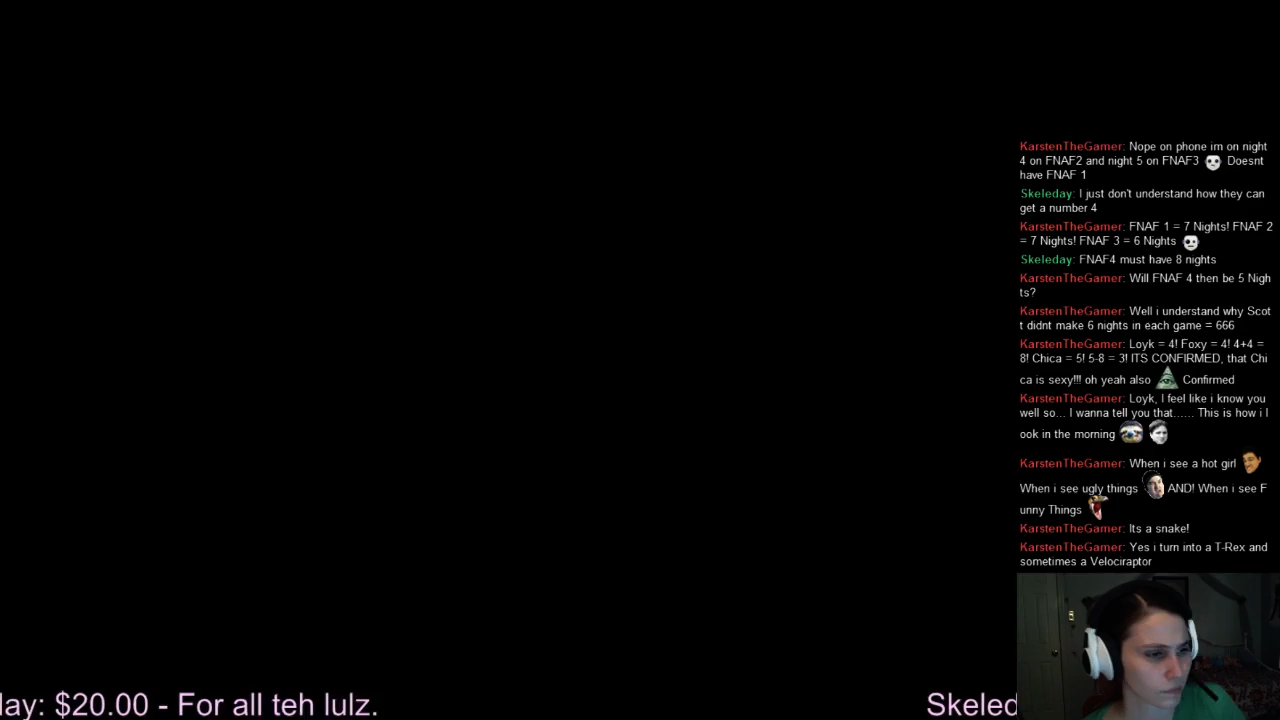 KarstenTheGamer: Nope on phone im on night
4 on FNAF2 and night 5 on FNAF3 Doesnt
have FNAF 1
Skeleday: I just don't understand how they can
get a number 4
KarstenTheGamer: FNAF 1 = 7 Nights! FNAF 2
= 7 Nights! FNAF 3 = 6 Nights
Skeleday: FNAF4 must have 8 nights
KarstenTheGamer: Will FNAF 4 then be 5 Nigh
ts?
KarstenTheGamer: Well i understand why Scot
t didnt make 6 nights in each game = 666
KarstenTheGamer: Loyk = 4! Foxy = 4! 4+4 =
8! Chica = 5! 5-8 = 3! ITS CONFIRMED, that Chi
ca is sexy!!! oh yeah also Confirmed
KarstenTheGamer: Loyk, I feel like i know you
well so... I wanna tell you that...... This is how i l
ook in the morning
KarstenTheGamer: When i see a hot girl
When i see ugly things AND! When i see F
unny Things
KarstenTheGamer: Its a snake!
KarstenTheGamer: Yes i turn into a T-Rex and
sometimes a Velociraptor
lay: $20.00 - For all teh lulz. Skeled